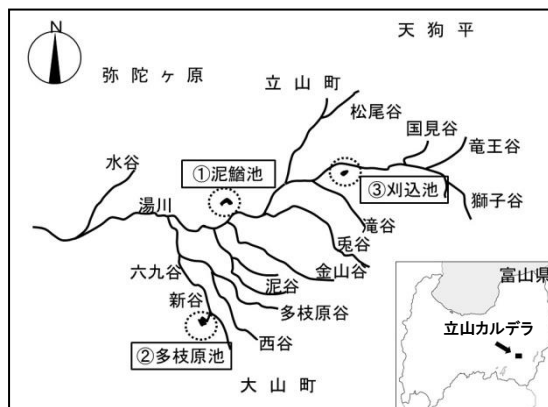 N
天狗平
弥陀ヶ原
立山町
松尾谷
国見谷
竜王谷
水谷
①泥鰌池
③刈込池
獅子谷
湯川
滝谷
兎谷
六九谷
金山谷
泥谷
新谷
多枝原谷
西谷
②多枝原池
大山町
富山県
立山カルデラ